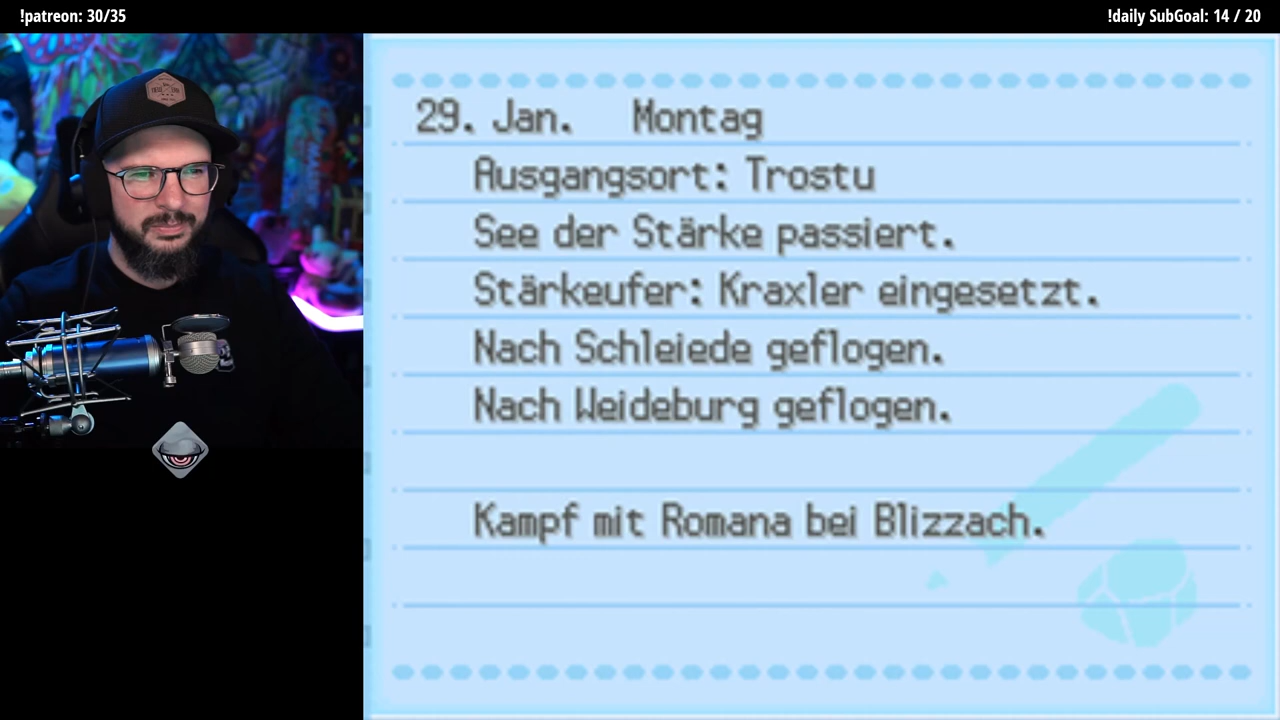 !patreon: 30/35
!daily SubGoal: 14 / 20
29. Jan. Montag
Ausgangsort: Trostu
See der Stärke passiert.
Stärkeufer: Kraxler eingesetzt.
Nach Schleiede geflogen.
Nach Weideburg geflogen.
Kampf mit Romana bei Blizzach.